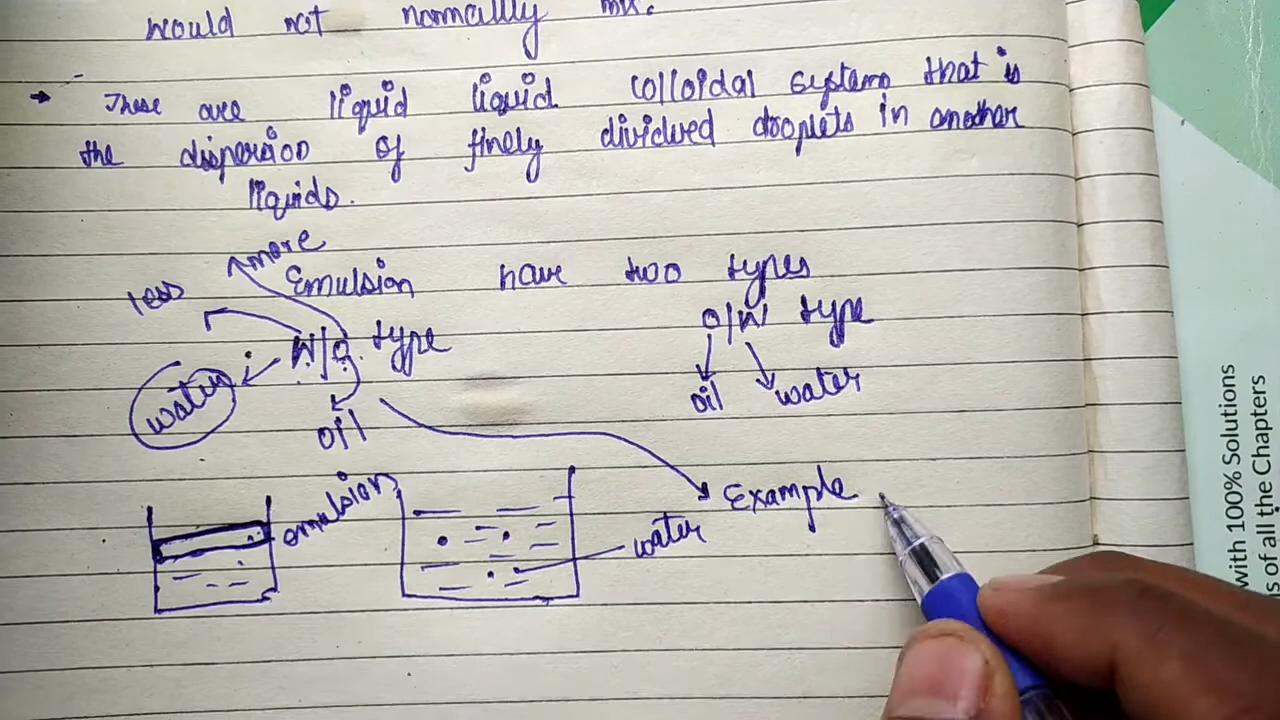 would not normally mix.
→ These are liquid liquid colloidal systems that is
the dispersion of finely divided droplets in another
liquids.
more
less
Emulsion have two types
W/O type
O/W type
water
oil
oil
water
emulsion
water
Example
with 100% Solutions
s of all the Chapters